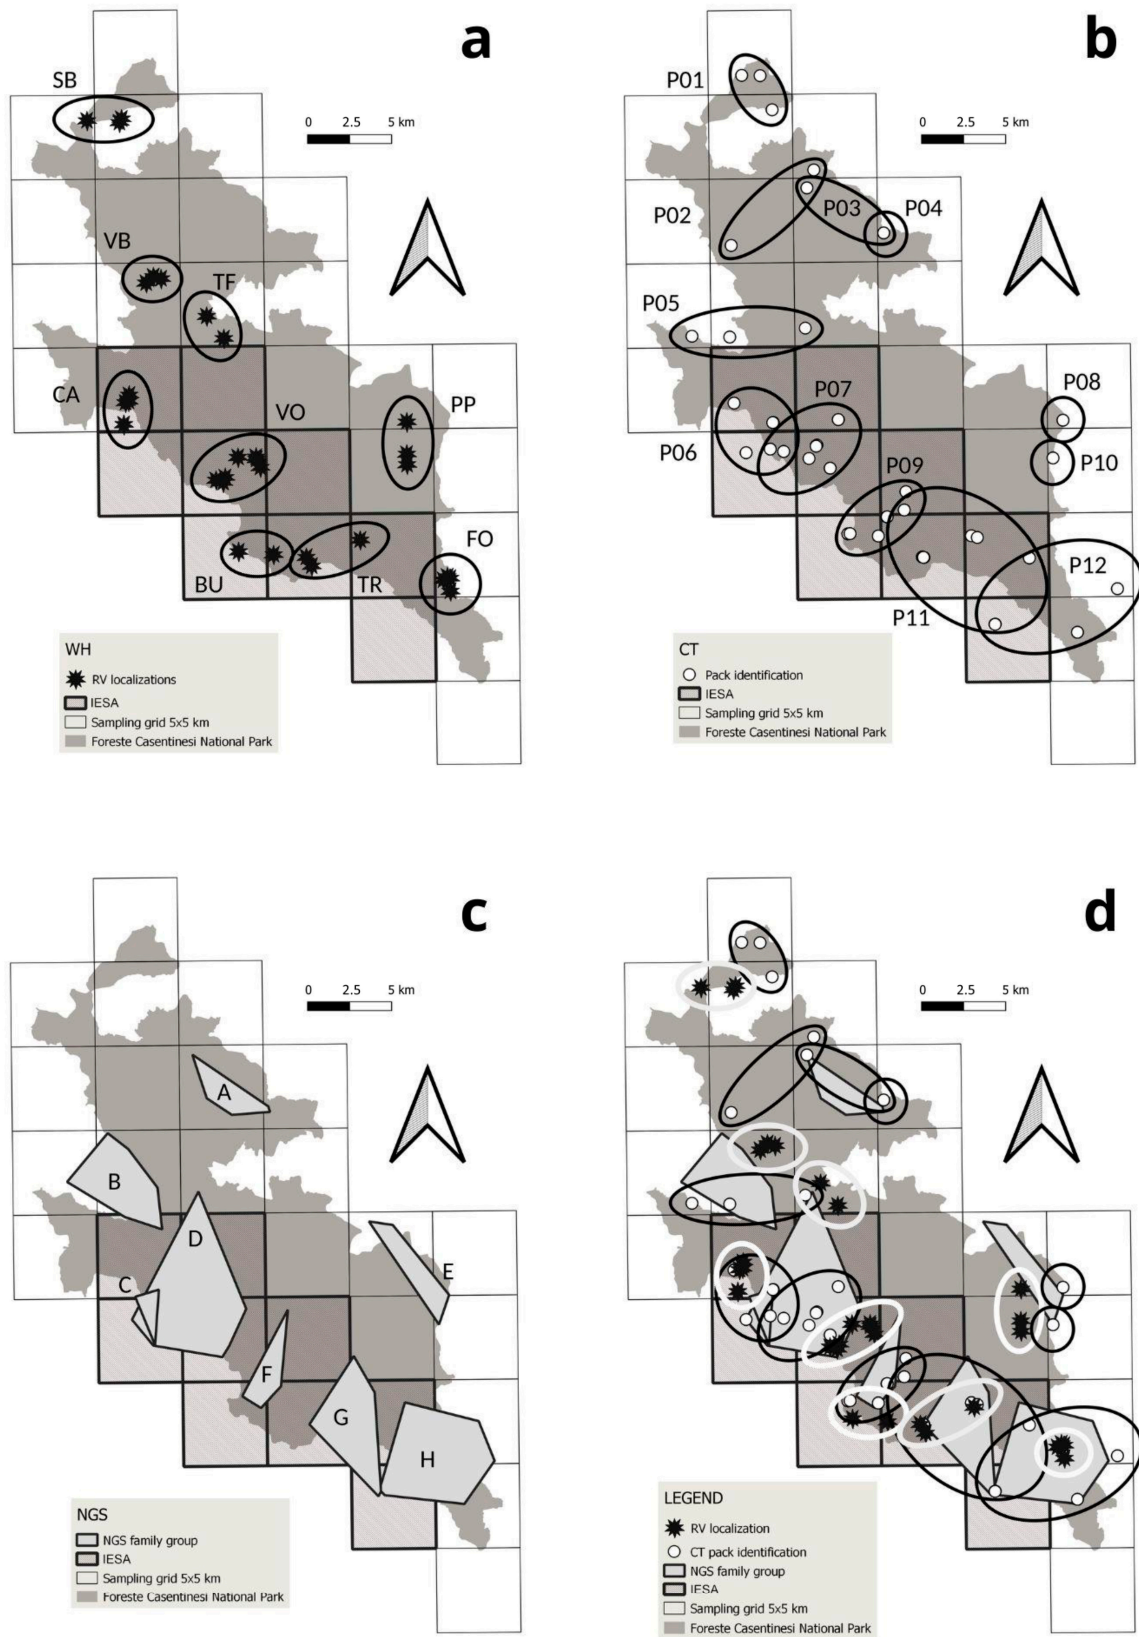 a
SB
0 2.5 5 km
VB
TF
CA
VO
PP
FO
BU
TR
WH
RV localizations
IESA
Sampling grid 5x5 km
Foreste Casentinesi National Park
b
P01
0 2.5 5 km
P02
P03
P04
P05
P07
P08
P06
P10
P09
P12
P11
CT
Pack identification
IESA
Sampling grid 5x5 km
Foreste Casentinesi National Park
c
0 2.5 5 km
A
B
D
C
E
F
G
H
NGS
NGS family group
IESA
Sampling grid 5x5 km
Foreste Casentinesi National Park
d
0 2.5 5 km
LEGEND
RV localization
CT pack identification
NGS family group
IESA
Sampling grid 5x5 km
Foreste Casentinesi National Park